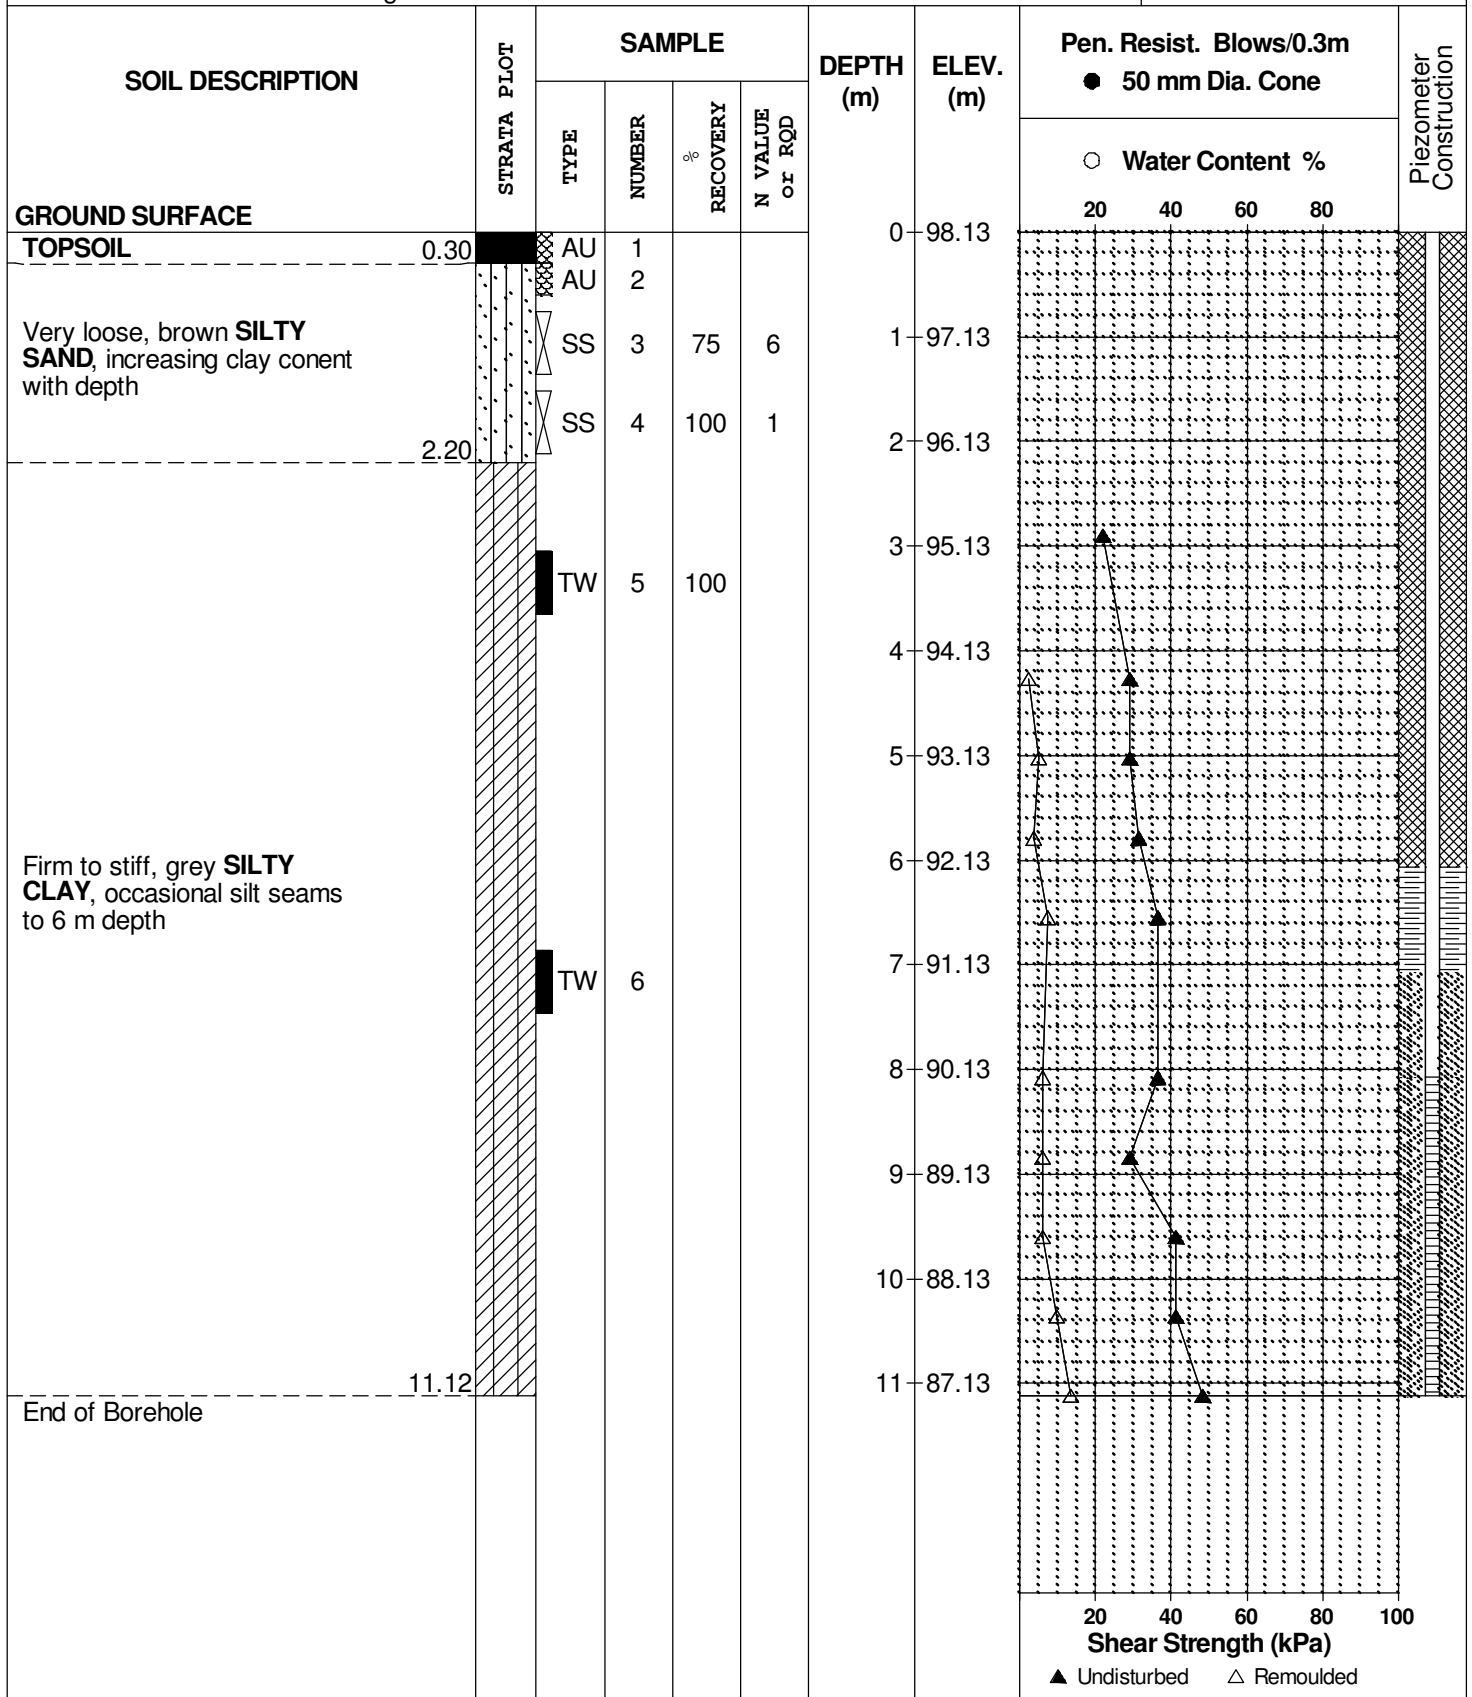 SOIL DESCRIPTION
STRATA PLOT
SAMPLE
TYPE
NUMBER
% RECOVERY
N VALUE or RQD
DEPTH (m)
ELEV. (m)
Pen. Resist. Blows/0.3m
● 50 mm Dia. Cone
○ Water Content %
20 40 60 80
Piezometer Construction
GROUND SURFACE
0 98.13
TOPSOIL 0.30 AU 1
AU 2
Very loose, brown SILTY
SAND, increasing clay conent
with depth
SS 3 75 6
1 97.13
SS 4 100 1
2 96.13
2.20
3 95.13
TW 5 100
4 94.13
5 93.13
6 92.13
Firm to stiff, grey SILTY
CLAY, occasional silt seams
to 6 m depth
7 91.13
TW 6
8 90.13
9 89.13
10 88.13
11 87.13
11.12
End of Borehole
20 40 60 80 100
Shear Strength (kPa)
▲ Undisturbed △ Remoulded